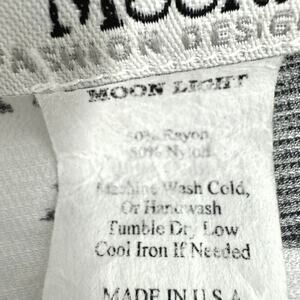 FASHION DESIG
MOON LIGHT
50% Rayon
50% Nylon
Machine Wash Cold,
Or Handwash
Tumble Dry Low
Cool Iron If Needed
MADE IN U.S.A